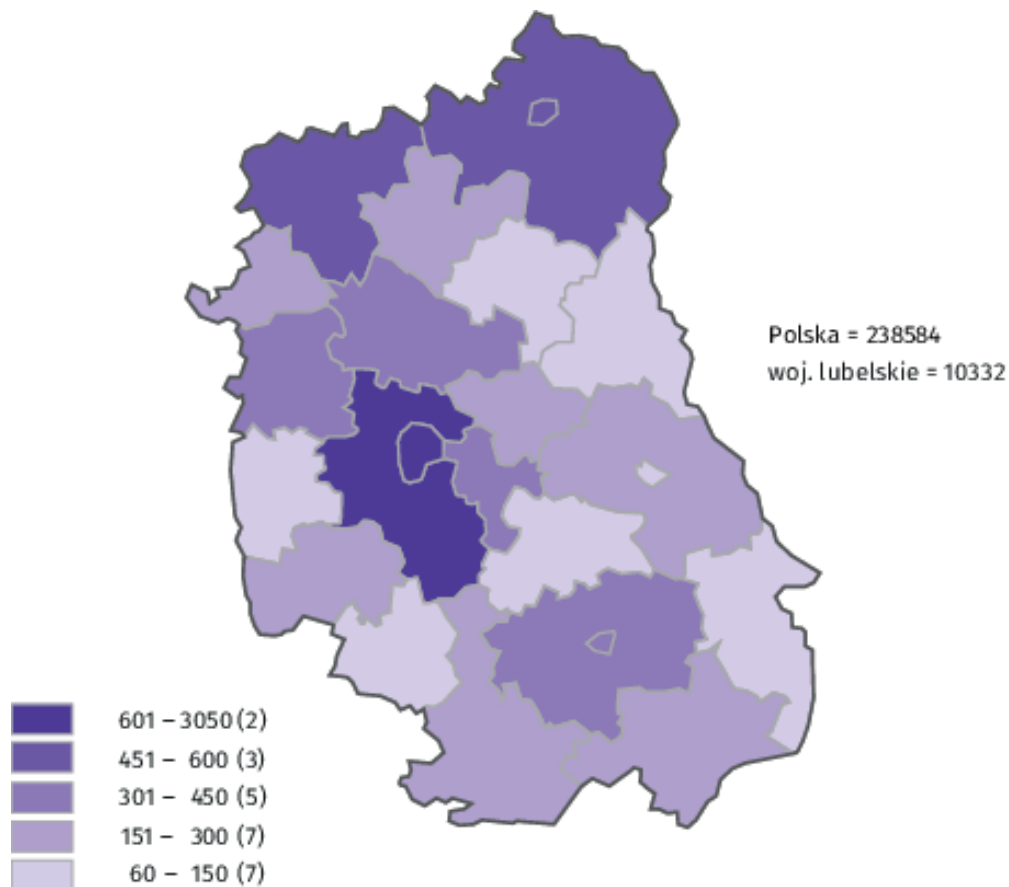 Polska = 238584
woj. lubelskie = 10332
601 – 3050 (2)
451 – 600 (3)
301 – 450 (5)
151 – 300 (7)
60 – 150 (7)